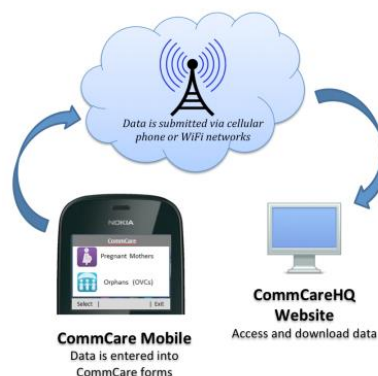 Data is submitted via cellular
phone or WiFi networks
NOKIA
CommCare
Pregnant Mothers
Orphans (OVCs)
Select | | Exit
CommCare Mobile
Data is entered into
CommCare forms
CommCareHQ
Website
Access and download data